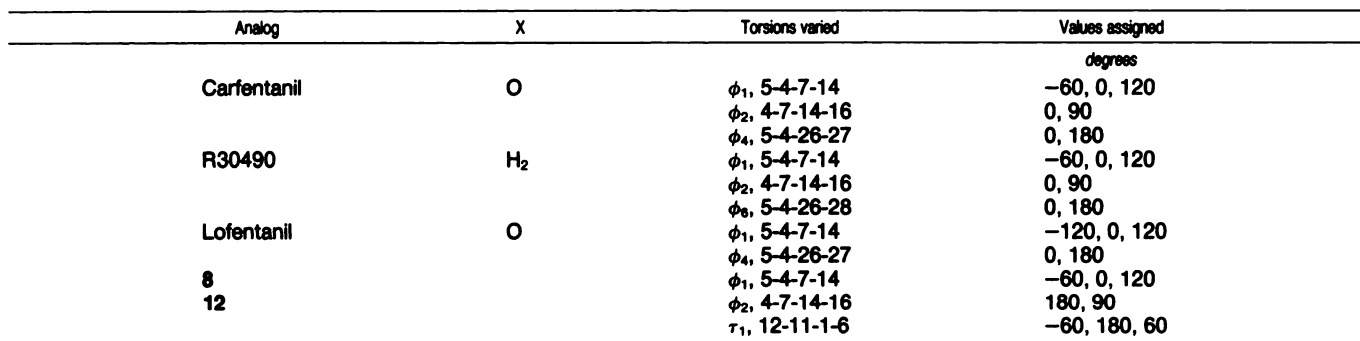 Analog X Torsions varied Values assigned
degrees
Carfentanil O ϕ₁, 5-4-7-14 −60, 0, 120
ϕ₂, 4-7-14-16 0, 90
ϕ₄, 5-4-26-27 0, 180
R30490 H₂ ϕ₁, 5-4-7-14 −60, 0, 120
ϕ₂, 4-7-14-16 0, 90
ϕ₆, 5-4-26-28 0, 180
Lofentanil O ϕ₁, 5-4-7-14 −120, 0, 120
ϕ₄, 5-4-26-27 0, 180
8 ϕ₁, 5-4-7-14 −60, 0, 120
12 ϕ₂, 4-7-14-16 180, 90
τ₁, 12-11-1-6 −60, 180, 60